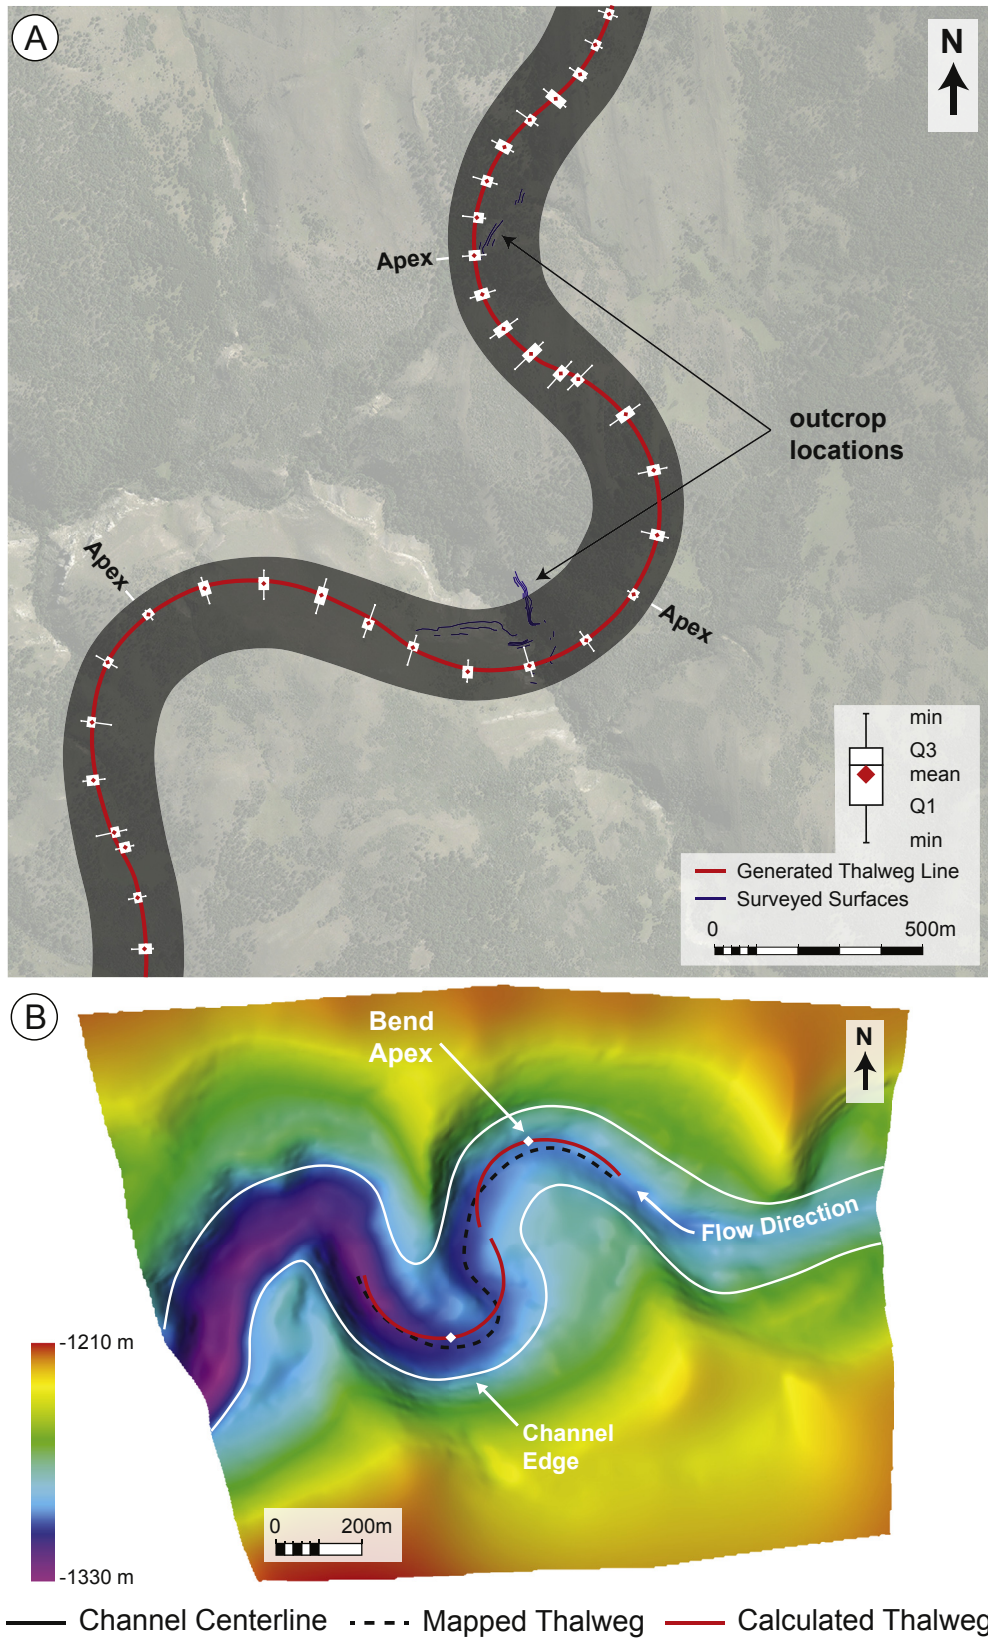 A
N
Apex
outcrop
locations
Apex
Apex
min
Q3
mean
Q1
min
Generated Thalweg Line
Surveyed Surfaces
0 500m
B
Bend
Apex
N
Flow Direction
-1210 m
Channel
Edge
0 200m
-1330 m
Channel Centerline Mapped Thalweg Calculated Thalweg